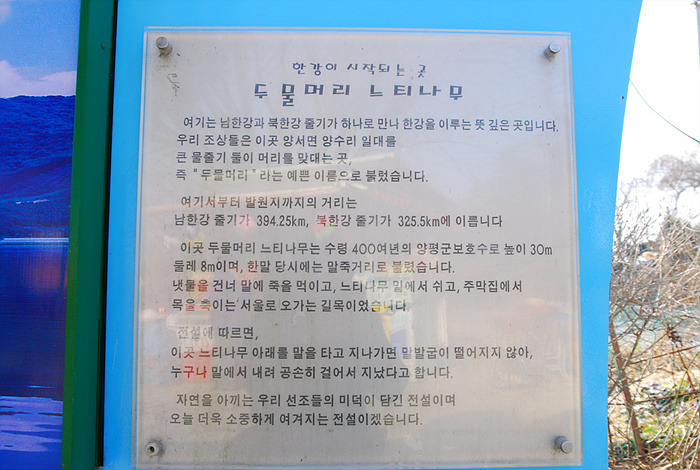 한강이 시작되는 곳
두물머리 느티나무
여기는 남한강과 북한강 줄기가 하나로 만나 한강을 이루는 뜻 깊은 곳입니다.
우리 조상들은 이곳 양서면 양수리 일대를
큰 물줄기 둘이 머리를 맞대는 곳,
즉 "두물머리"라는 예쁜 이름으로 불렀습니다.
여기서부터 발원지까지의 거리는
남한강 줄기가 394.25km, 북한강 줄기가 325.5km에 이릅니다
이곳 두물머리 느티나무는 수령 400여년의 양평군보호수로 높이 30m
둘레 8m이며, 한말 당시에는 말죽거리로 불렸습니다.
냇물을 건너 말에 죽을 먹이고, 느티나무 밑에서 쉬고, 주막집에서
목을 축이는 서울로 오가는 길목이었습니다.
전설에 따르면,
이곳 느티나무 아래를 말을 타고 지나가면 말발굽이 떨어지지 않아,
누구나 말에서 내려 공손히 걸어서 지났다고 합니다.
자연을 아끼는 우리 선조들의 미덕이 담긴 전설이며
오늘 더욱 소중하게 여겨지는 전설이겠습니다.